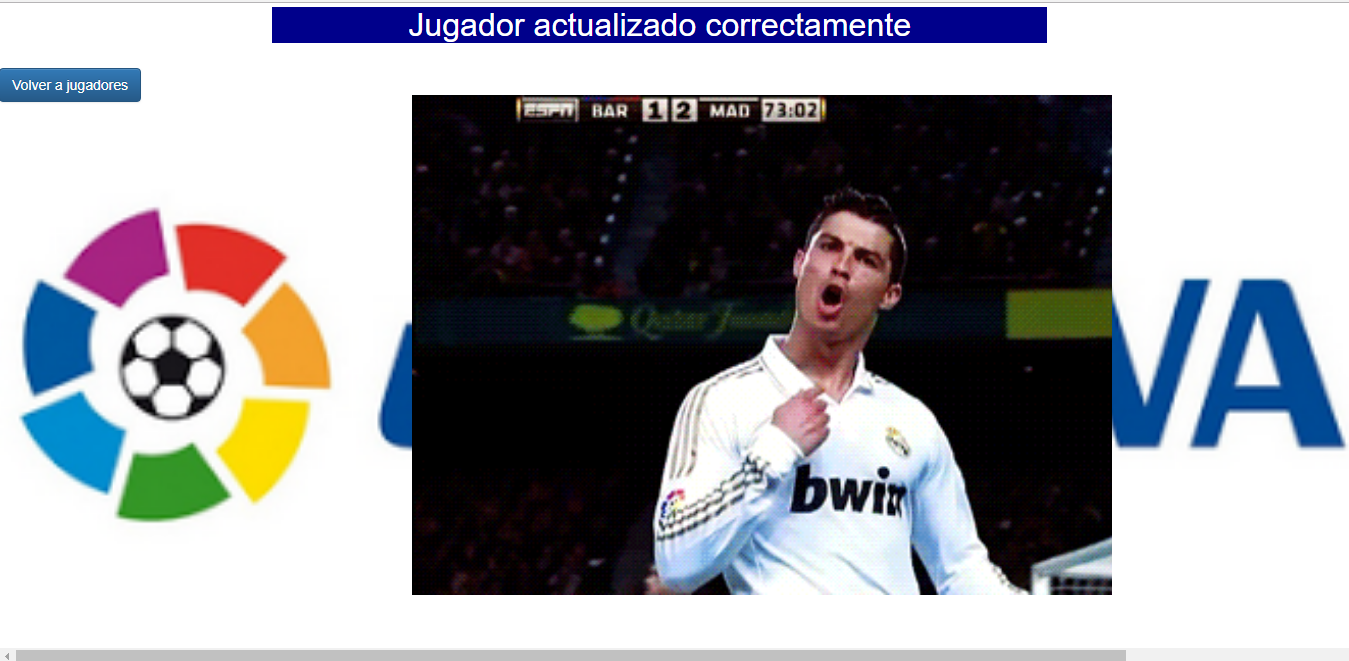 Jugador actualizado correctamente
Volver a jugadores
ESPN BAR 1 2 MAD 73:02
bwin
VA